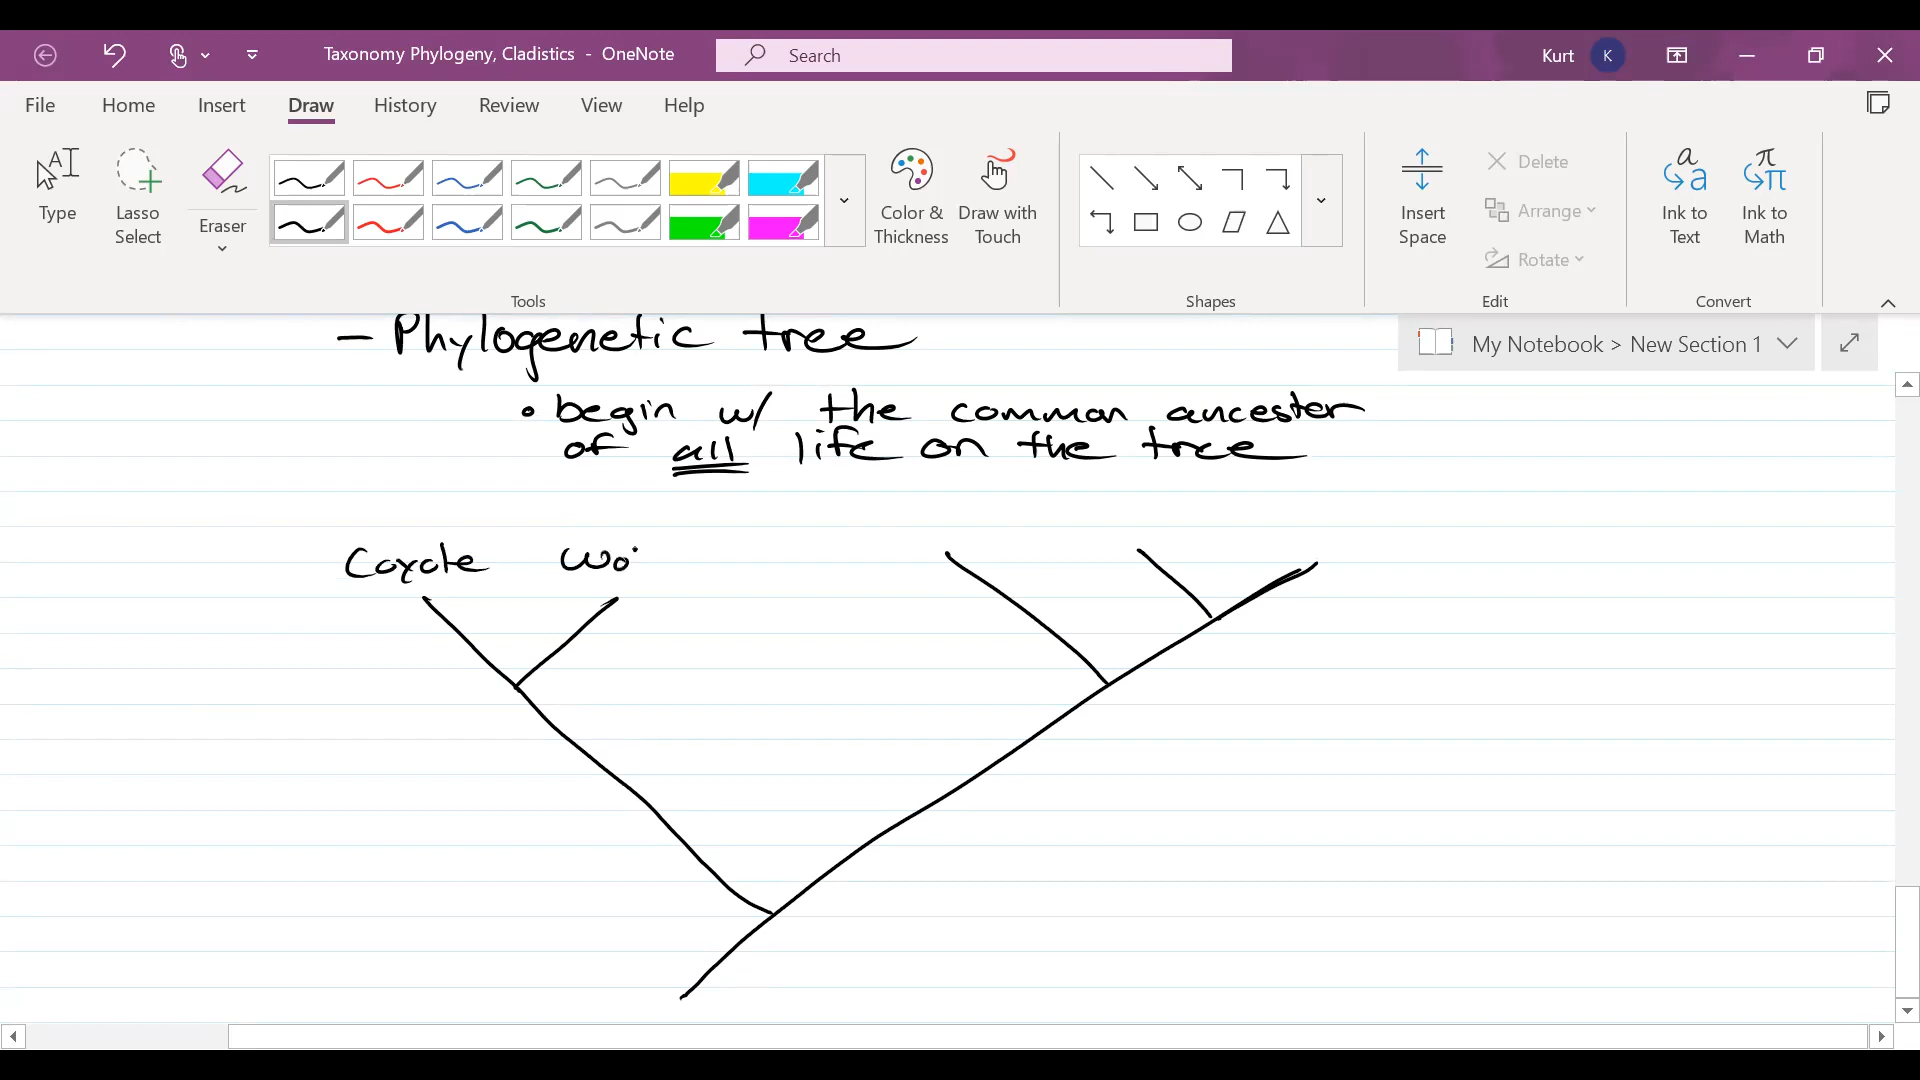 Taxonomy Phylogeny, Cladistics - OneNote
Search
Kurt
K
File Home Insert Draw History Review View Help
Type
Lasso Select
Eraser
Color & Thickness
Draw with Touch
Insert Space
Delete
Arrange
Rotate
Ink to Text
Ink to Math
Tools
Shapes
Edit
Convert
My Notebook > New Section 1
- Phylogenetic tree
• begin w/ the common ancester
of all life on the tree
Coyote Wo